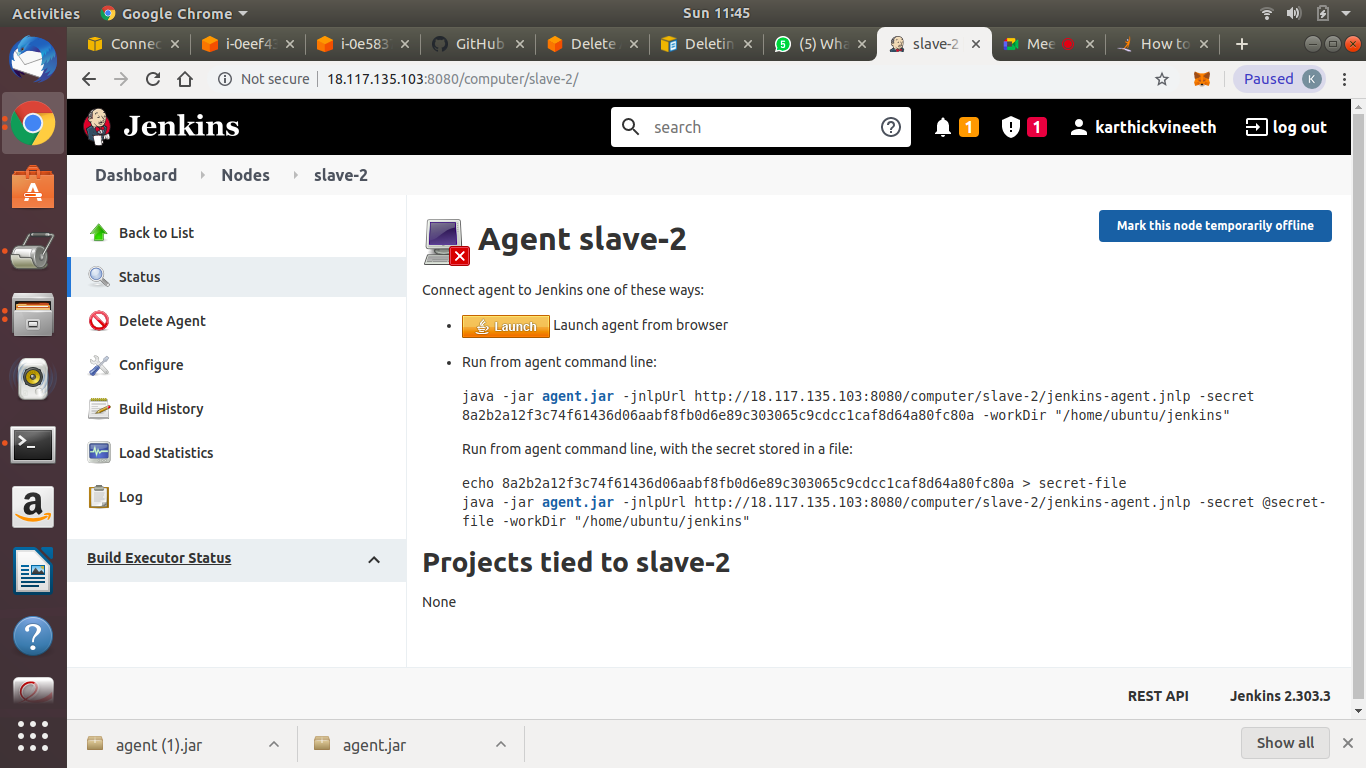 Activities
Google Chrome
Sun 11:45
Connec
i-0eef43
i-0e583
GitHub
Delete
Deletin
(5) Wha
slave-2
Mee
How to
Not secure
18.117.135.103:8080/computer/slave-2/
Paused
K
Jenkins
search
1
1
karthickvineeth
log out
Dashboard
Nodes
slave-2
Back to List
Status
Delete Agent
Configure
Build History
Load Statistics
Log
Build Executor Status
Agent slave-2
Mark this node temporarily offline
Connect agent to Jenkins one of these ways:
Launch Launch agent from browser
Run from agent command line:
java -jar agent.jar -jnlpUrl http://18.117.135.103:8080/computer/slave-2/jenkins-agent.jnlp -secret
8a2b2a12f3c74f61436d06aabf8fb0d6e89c303065c9cdcc1caf8d64a80fc80a -workDir "/home/ubuntu/jenkins"
Run from agent command line, with the secret stored in a file:
echo 8a2b2a12f3c74f61436d06aabf8fb0d6e89c303065c9cdcc1caf8d64a80fc80a > secret-file
java -jar agent.jar -jnlpUrl http://18.117.135.103:8080/computer/slave-2/jenkins-agent.jnlp -secret @secret-
file -workDir "/home/ubuntu/jenkins"
Projects tied to slave-2
None
REST API
Jenkins 2.303.3
agent (1).jar
agent.jar
Show all